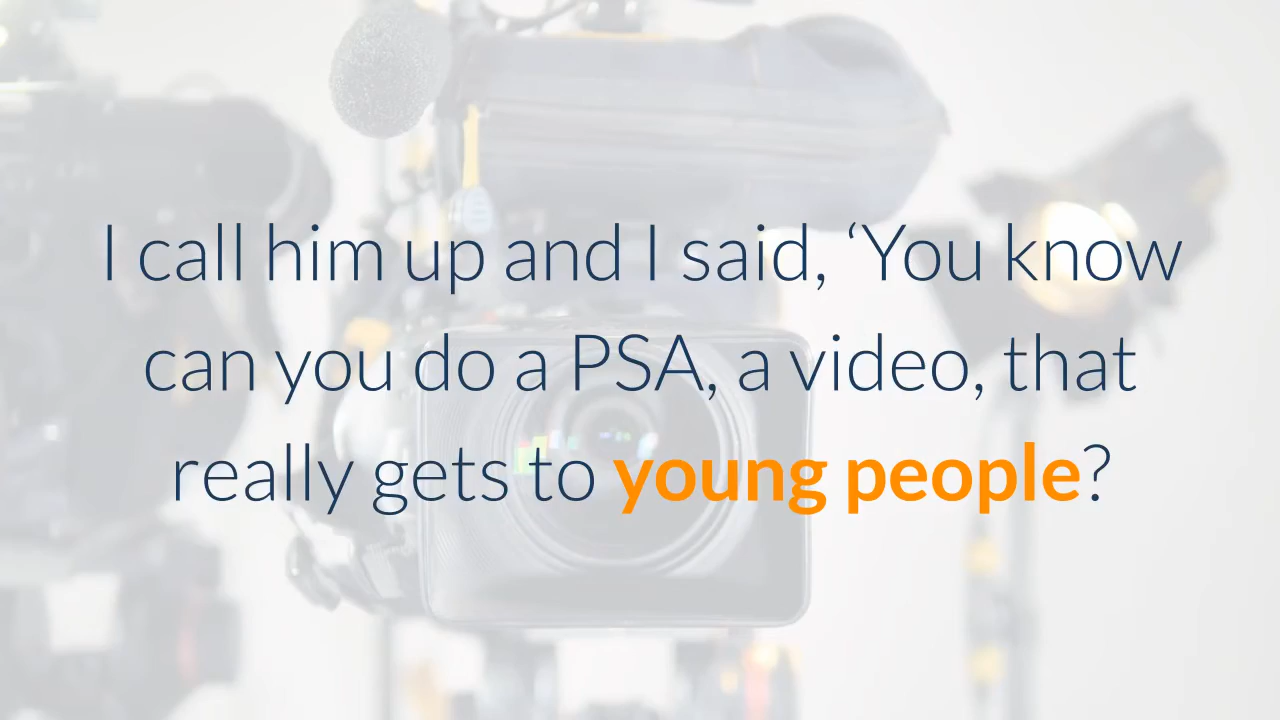 I call him up and I said, ‘You know
can you do a PSA, a video, that
really gets to young people?